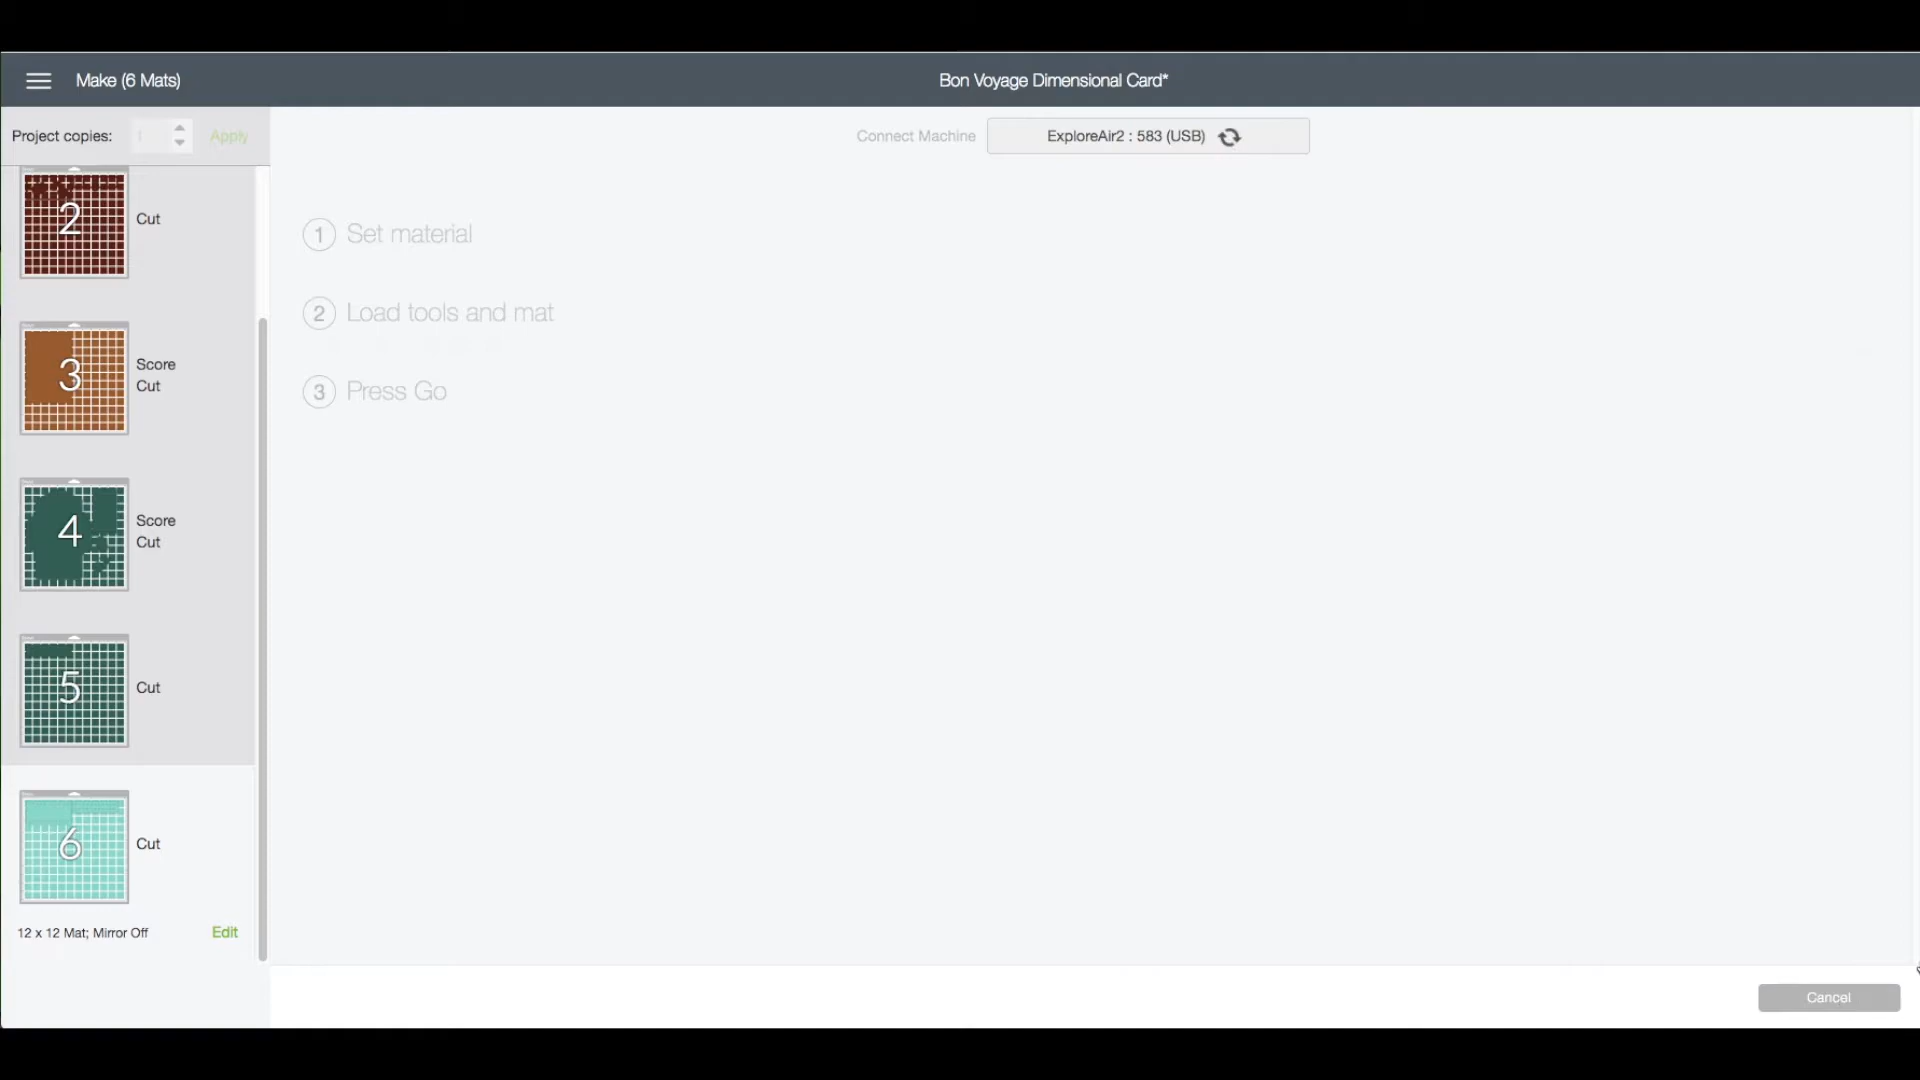 Make (6 Mats)
Bon Voyage Dimensional Card*
Project copies:
1
Apply
Connect Machine
ExploreAir2 : 583 (USB)
2
Cut
3
Score
Cut
4
Score
Cut
5
Cut
6
Cut
12 x 12 Mat; Mirror Off
Edit
1 Set material
2 Load tools and mat
3 Press Go
Cancel